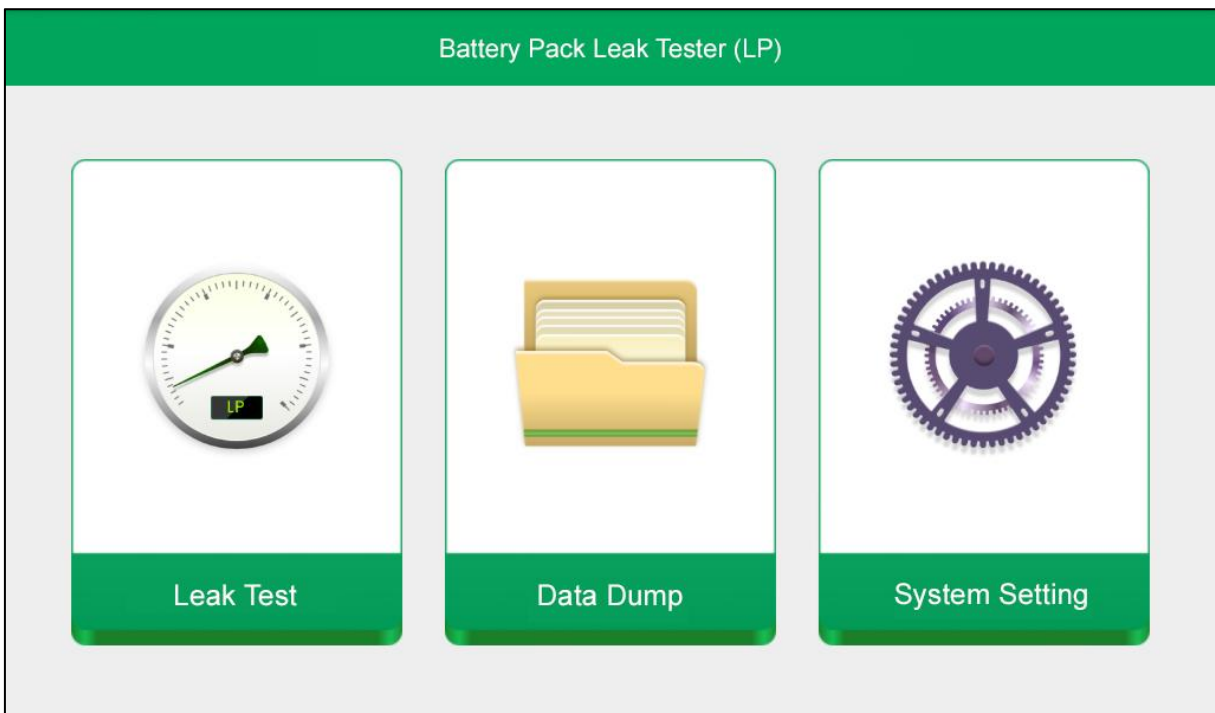 Battery Pack Leak Tester (LP)
LP
Leak Test
Data Dump
System Setting